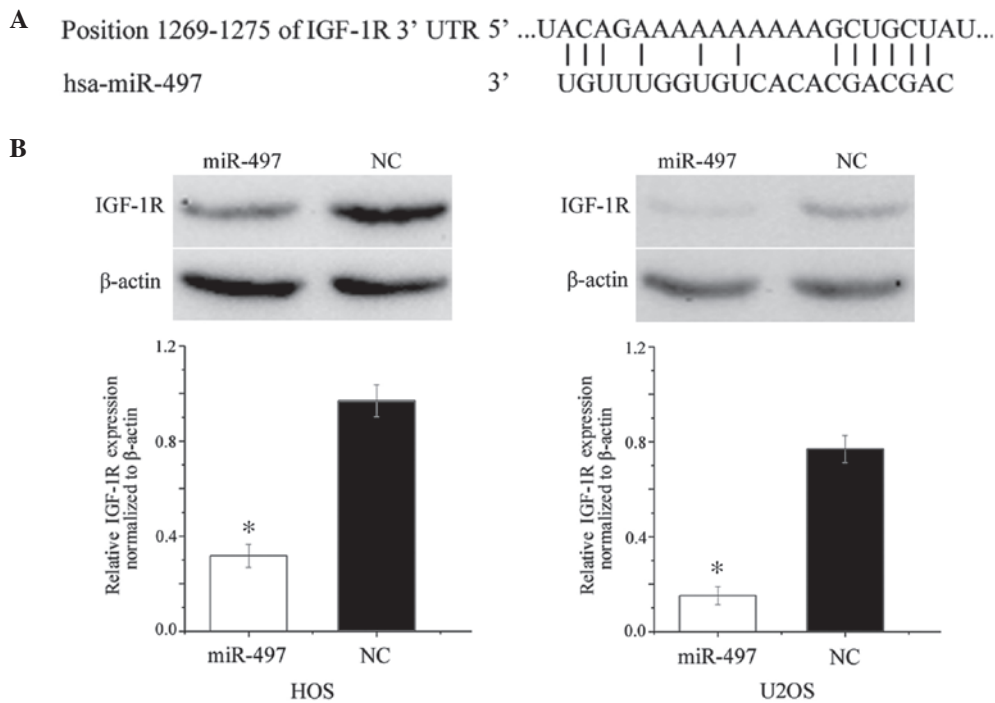 A
Position 1269-1275 of IGF-1R 3’ UTR 5’ ...UACAGAAAAAAAAAAAGCUGCUAU...
hsa-miR-497 3’ UGUUUGGUGUCACACGACGAC
B
miR-497 NC
IGF-1R
β-actin
1.2
0.8
0.4
0.0
Relative IGF-1R expression
normalized to β-actin
*
miR-497 NC
HOS
miR-497 NC
IGF-1R
β-actin
1.2
0.8
0.4
0.0
Relative IGF-1R expression
normalized to β-actin
*
miR-497 NC
U2OS